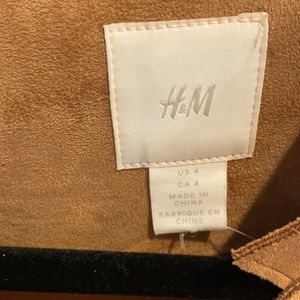 H&M
US 4
CA 4
MADE IN
CHINA
FABRIQUÉ EN
CHINE